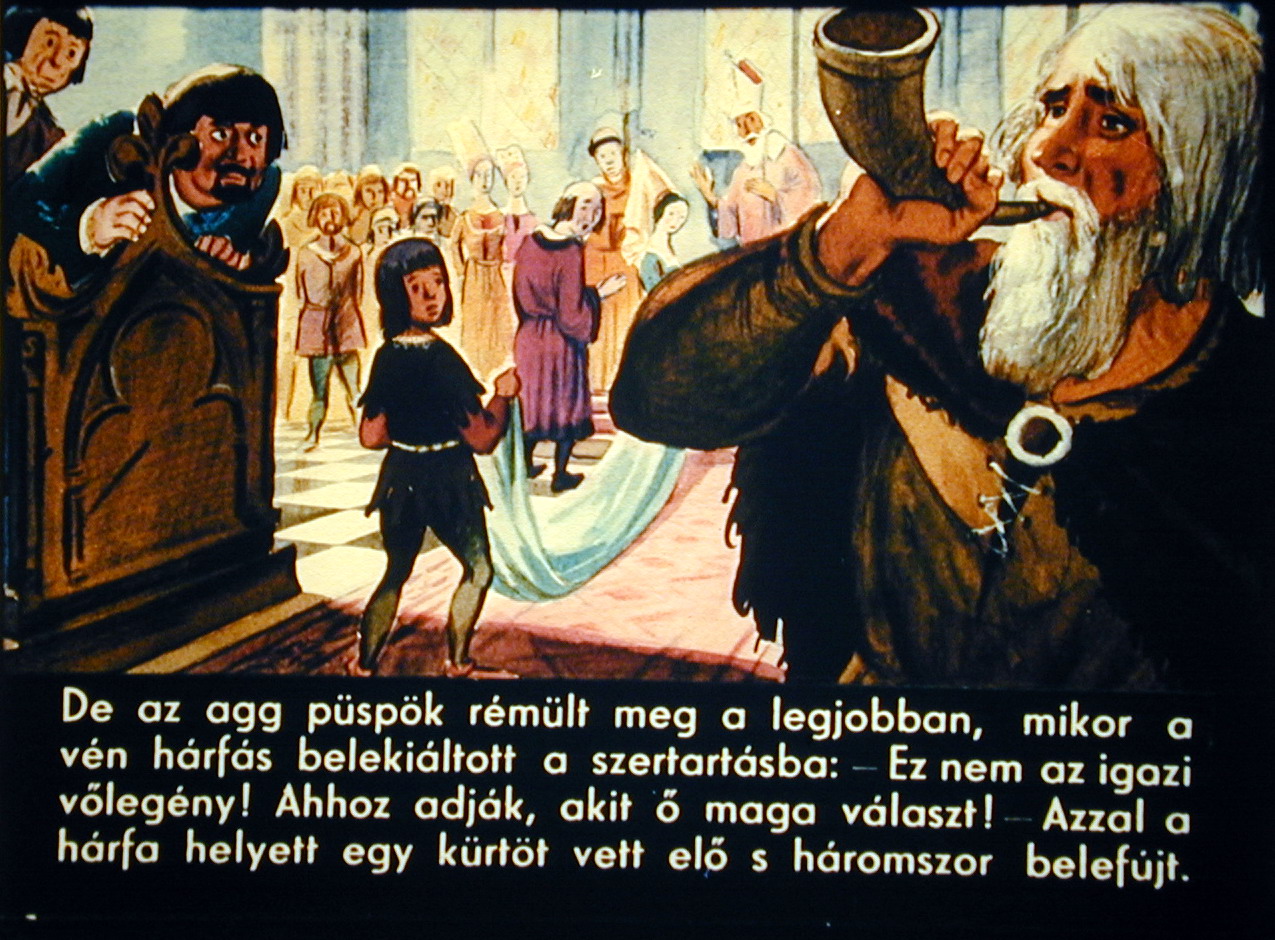 De az agg püspök rémült meg a legjobban, mikor a
vén hárfás belekiáltott a szertartásba: — Ez nem az igazi
vőlegény! Ahhoz adják, akit ő maga választ! — Azzal a
hárfa helyett egy kürtöt vett elő s háromszor belefújt.